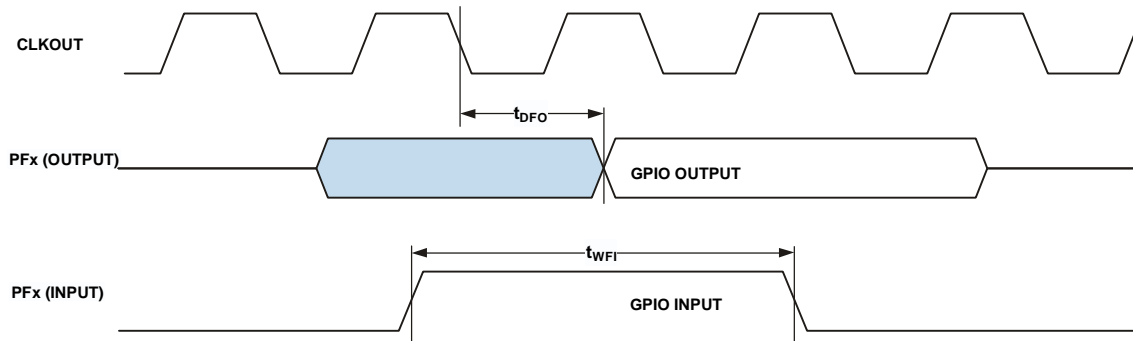 CLKOUT
tDFO
PFx (OUTPUT)
GPIO OUTPUT
tWFI
PFx (INPUT)
GPIO INPUT